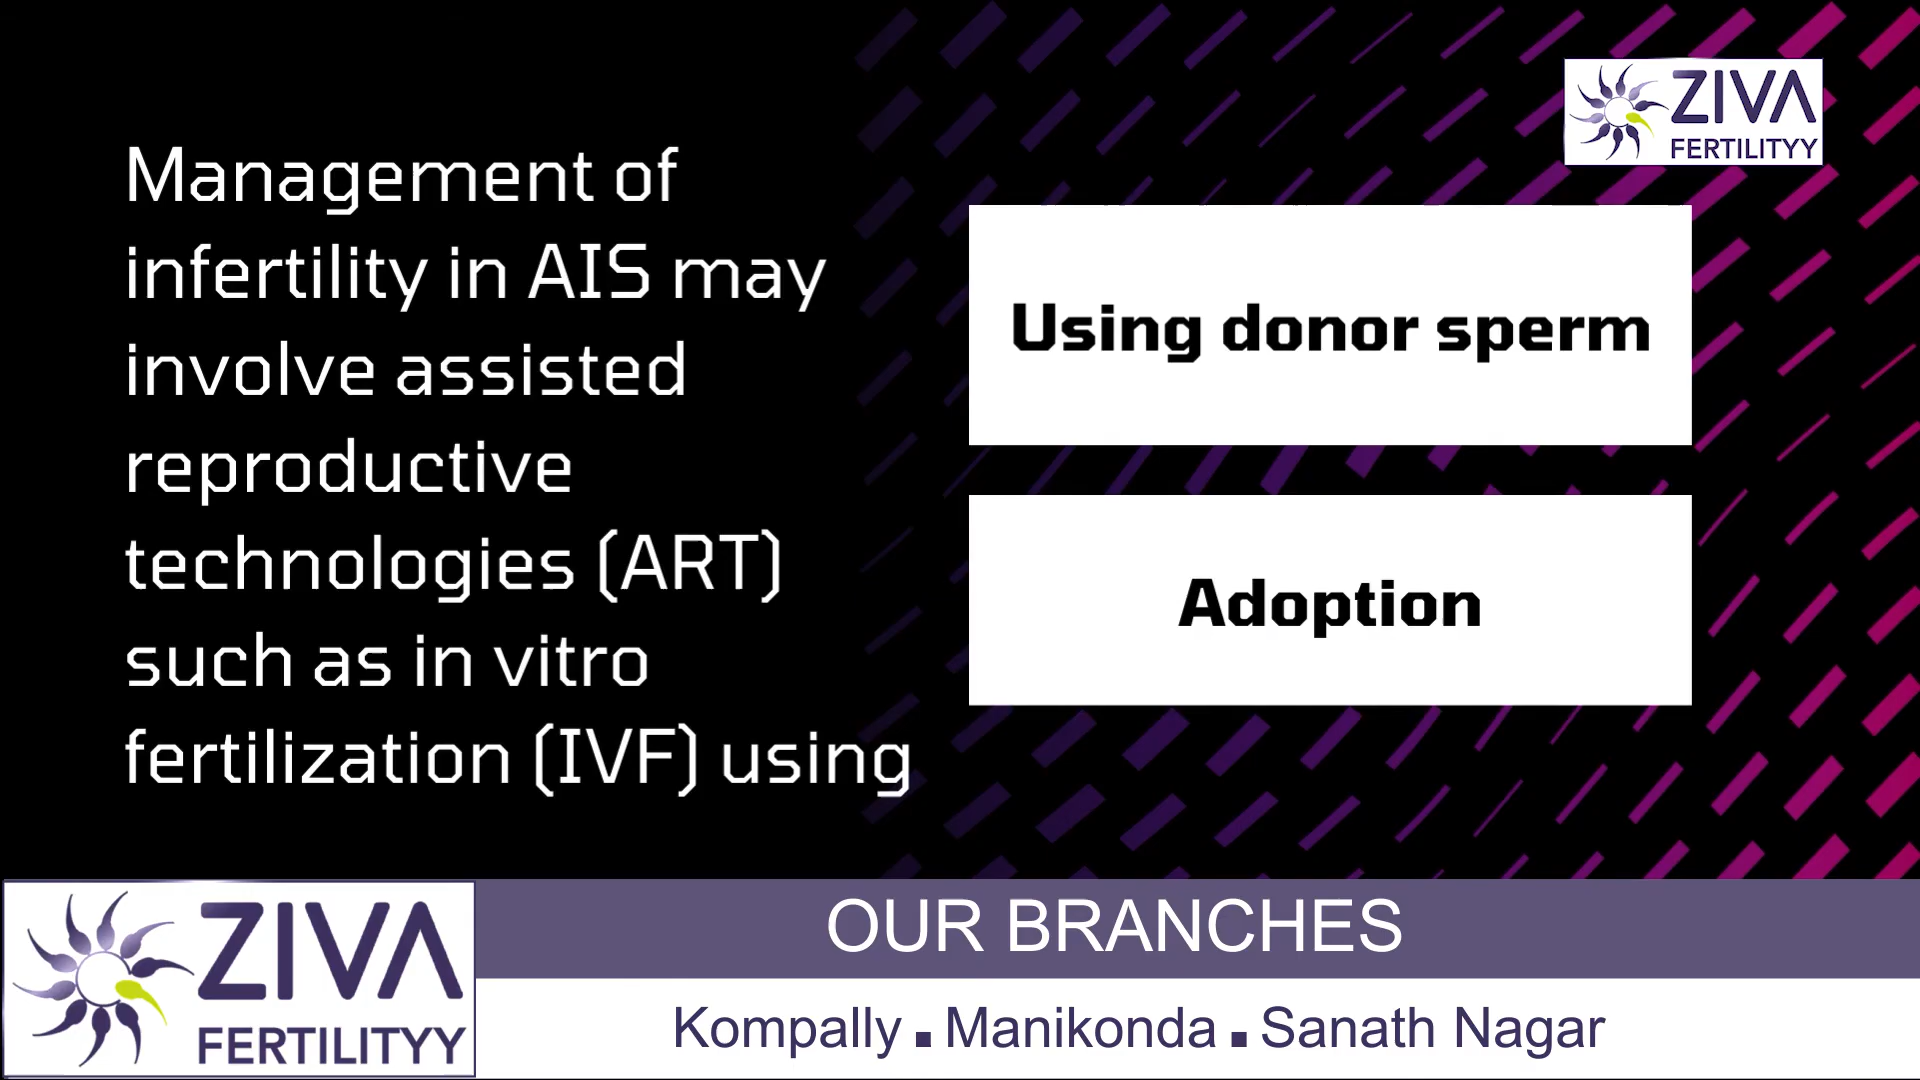 ZIVA
FERTILITYY
Management of
infertility in AIS may
involve assisted
reproductive
technologies (ART)
such as in vitro
fertilization (IVF) using
Using donor sperm
Adoption
ZIVA
FERTILITYY
OUR BRANCHES
Kompally ■ Manikonda ■ Sanath Nagar